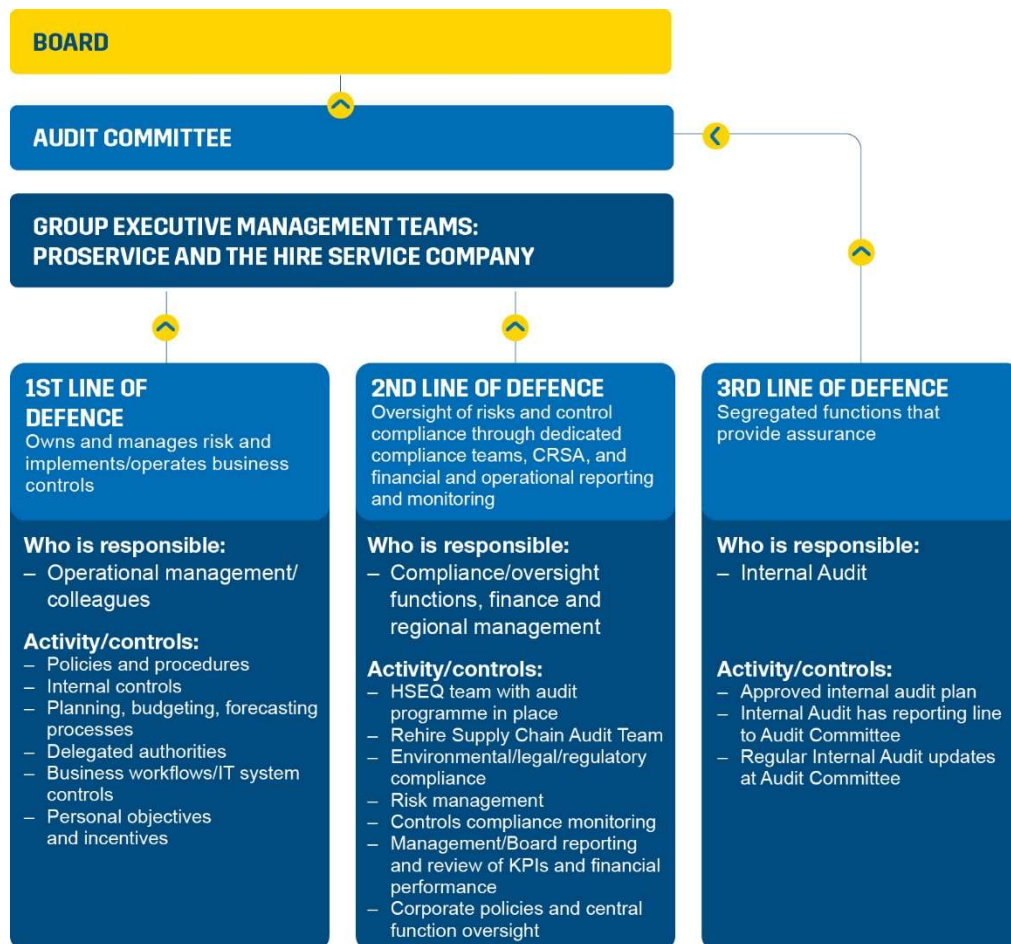 BOARD
AUDIT COMMITTEE
GROUP EXECUTIVE MANAGEMENT TEAMS:
PROSERVICE AND THE HIRE SERVICE COMPANY
1ST LINE OF
DEFENCE
Owns and manages risk and
implements/operates business
controls
Who is responsible:
– Operational management/
colleagues
Activity/controls:
– Policies and procedures
– Internal controls
– Planning, budgeting, forecasting
processes
– Delegated authorities
– Business workflows/IT system
controls
– Personal objectives
and incentives
2ND LINE OF DEFENCE
Oversight of risks and control
compliance through dedicated
compliance teams, CRSA, and
financial and operational reporting
and monitoring
Who is responsible:
– Compliance/oversight
functions, finance and
regional management
Activity/controls:
– HSEQ team with audit
programme in place
– Rehire Supply Chain Audit Team
– Environmental/legal/regulatory
compliance
– Risk management
– Controls compliance monitoring
– Management/Board reporting
and review of KPIs and financial
performance
– Corporate policies and central
function oversight
3RD LINE OF DEFENCE
Segregated functions that
provide assurance
Who is responsible:
– Internal Audit
Activity/controls:
– Approved internal audit plan
– Internal Audit has reporting line
to Audit Committee
– Regular Internal Audit updates
at Audit Committee